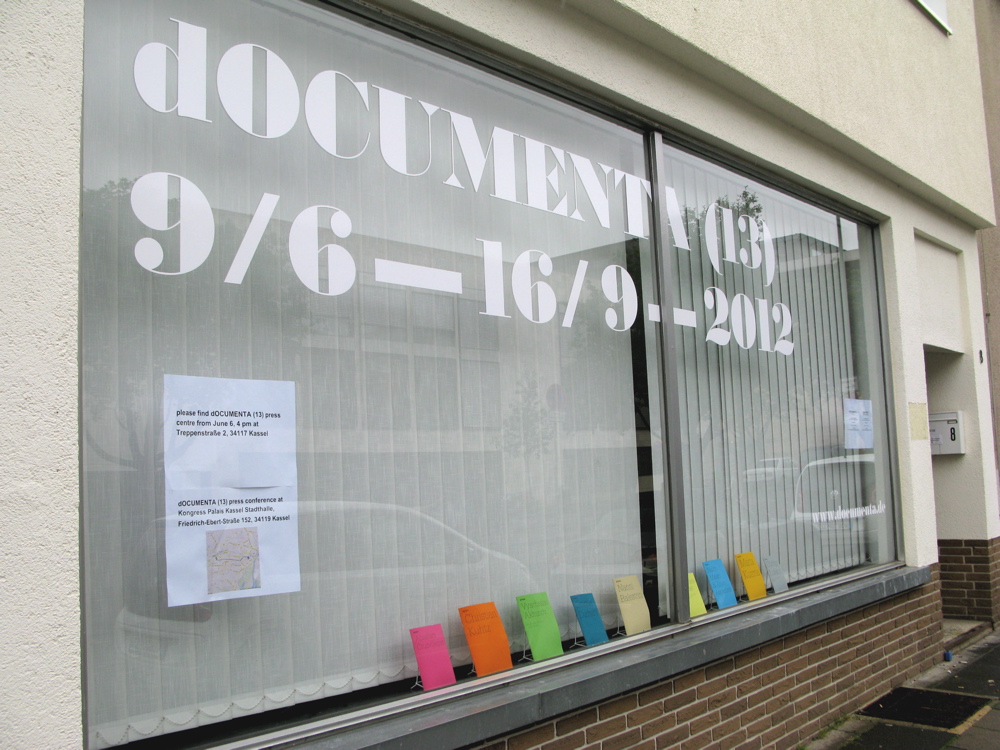 dOCUMENTA (13)
9/6—16/9—2012
please find dOCUMENTA (13) press
centre from June 6, 4 pm at
Treppenstraße 2, 34117 Kassel
dOCUMENTA (13) press conference at
Kongress Palais Kassel Stadthalle,
Friedrich-Ebert-Straße 152, 34119 Kassel
8
www.documenta.de